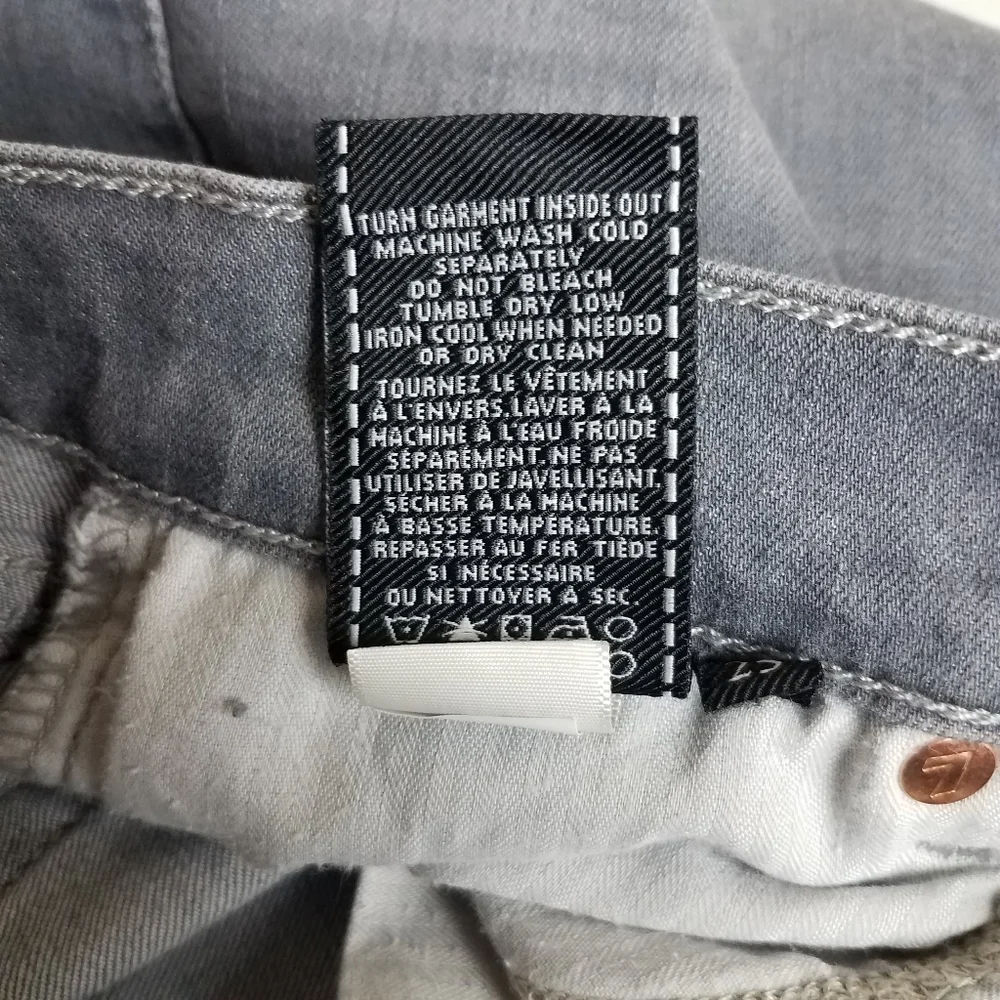 TURN GARMENT INSIDE OUT
MACHINE WASH COLD
SEPARATELY
DO NOT BLEACH
TUMBLE DRY LOW
IRON COOL WHEN NEEDED
OR DRY CLEAN
TOURNEZ LE VÊTEMENT
À L'ENVERS.LAVER À LA
MACHINE À L'EAU FROIDE
SÉPARÉMENT.NE PAS
UTILISER DE JAVELLISANT.
SÉCHER À LA MACHINE
À BASSE TEMPÉRATURE.
REPASSER AU FER TIÈDE
SI NÉCESSAIRE
OU NETTOYER A SEC.
7